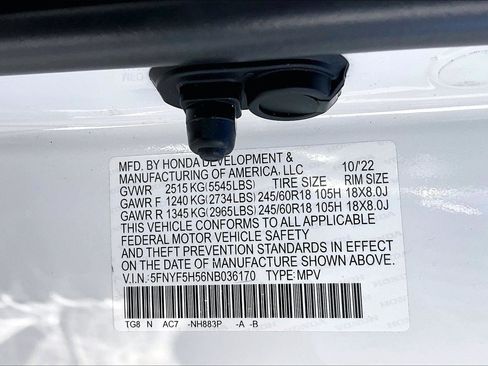 MFD. BY HONDA DEVELOPMENT & 10/'22
MANUFACTURING OF AMERICA, LLC
GVWR 2515 KG(5545LBS) TIRE SIZE RIM SIZE
GAWR F 1240 KG(2734LBS) 245/60R18 105H 18X8.0J
GAWR R 1345 KG(2965LBS) 245/60R18 105H 18X8.0J
THIS VEHICLE CONFORMS TO ALL APPLICABLE
FEDERAL MOTOR VEHICLE SAFETY
AND THEFT PREVENTION STANDARDS IN EFFECT
ON THE DATE OF MANUFACTURE SHOWN ABOVE.
V.I.N.:5FNYF5H56NB036170 TYPE:MPV
TG8 N AC7 -NH883P -A -B